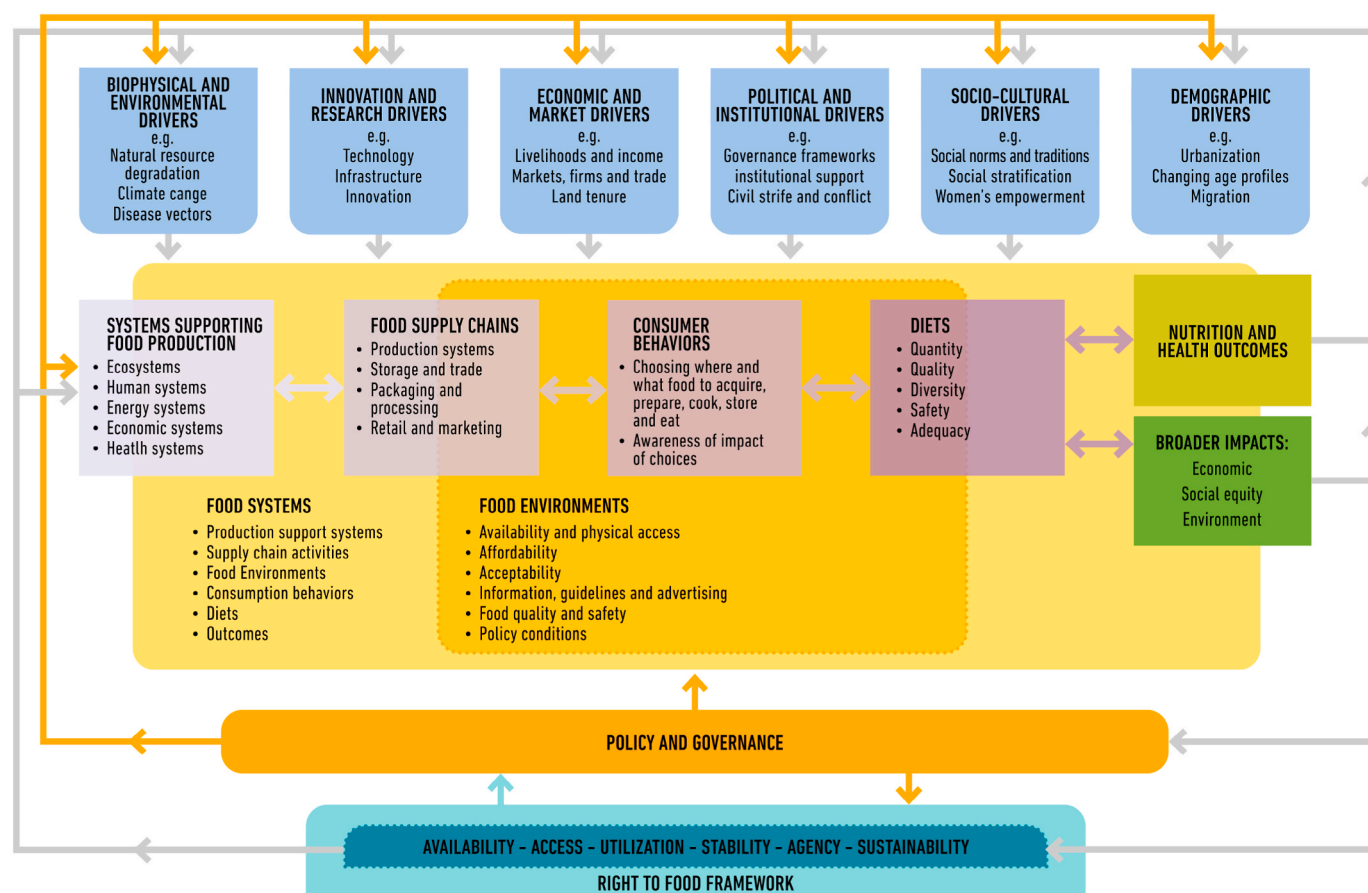 BIOPHYSICAL AND
ENVIRONMENTAL
DRIVERS
e.g.
Natural resource
degradation
Climate cange
Disease vectors
INNOVATION AND
RESEARCH DRIVERS
e.g.
Technology
Infrastructure
Innovation
ECONOMIC AND
MARKET DRIVERS
e.g.
Livelihoods and income
Markets, firms and trade
Land tenure
POLITICAL AND
INSTITUTIONAL DRIVERS
e.g.
Governance frameworks
institutional support
Civil strife and conflict
SOCIO-CULTURAL
DRIVERS
e.g.
Social norms and traditions
Social stratification
Women's empowerment
DEMOGRAPHIC
DRIVERS
e.g.
Urbanization
Changing age profiles
Migration
SYSTEMS SUPPORTING
FOOD PRODUCTION
• Ecosystems
• Human systems
• Energy systems
• Economic systems
• Heatlh systems
FOOD SUPPLY CHAINS
• Production systems
• Storage and trade
• Packaging and
processing
• Retail and marketing
CONSUMER
BEHAVIORS
• Choosing where and
what food to acquire,
prepare, cook, store
and eat
• Awareness of impact
of choices
DIETS
• Quantity
• Quality
• Diversity
• Safety
• Adequacy
NUTRITION AND
HEALTH OUTCOMES
BROADER IMPACTS:
Economic
Social equity
Environment
FOOD SYSTEMS
• Production support systems
• Supply chain activities
• Food Environments
• Consumption behaviors
• Diets
• Outcomes
FOOD ENVIRONMENTS
• Availability and physical access
• Affordability
• Acceptability
• Information, guidelines and advertising
• Food quality and safety
• Policy conditions
POLICY AND GOVERNANCE
AVAILABILITY - ACCESS - UTILIZATION - STABILITY - AGENCY - SUSTAINABILITY
RIGHT TO FOOD FRAMEWORK